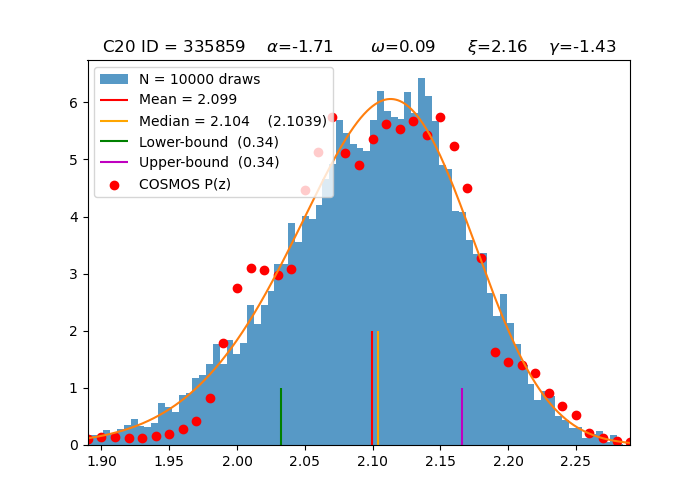 C20 ID = 335859 α=-1.71 ω=0.09 ξ=2.16 γ=-1.43
N = 10000 draws
Mean = 2.099
Median = 2.104 (2.1039)
Lower-bound (0.34)
Upper-bound (0.34)
COSMOS P(z)
6
5
4
3
2
1
0
1.90 1.95 2.00 2.05 2.10 2.15 2.20 2.25